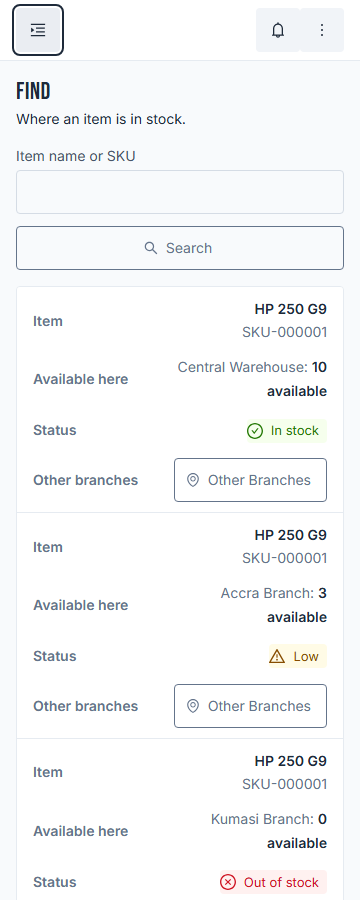 FIND
Where an item is in stock.
Item name or SKU
Search
Item
HP 250 G9
SKU-000001
Available here
Central Warehouse: 10
available
Status
In stock
Other branches
Other Branches
Item
HP 250 G9
SKU-000001
Available here
Accra Branch: 3
available
Status
Low
Other branches
Other Branches
Item
HP 250 G9
SKU-000001
Available here
Kumasi Branch: 0
available
Status
Out of stock